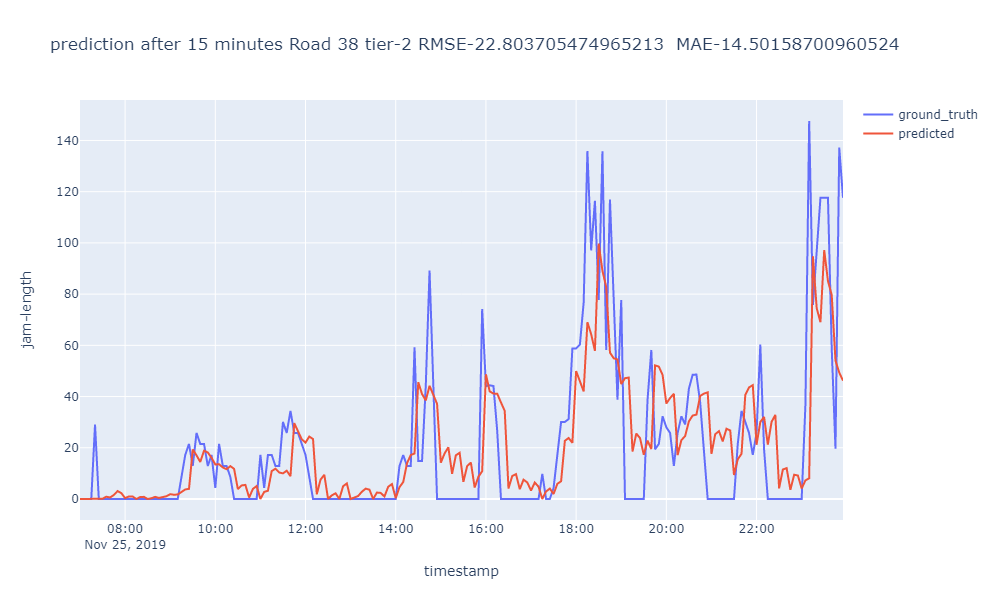 prediction after 15 minutes Road 38 tier-2 RMSE-22.803705474965213  MAE-14.50158700960524
ground_truth
predicted
140
120
100
80
60
40
20
0
jam-length
08:00 10:00 12:00 14:00 16:00 18:00 20:00 22:00
Nov 25, 2019
timestamp